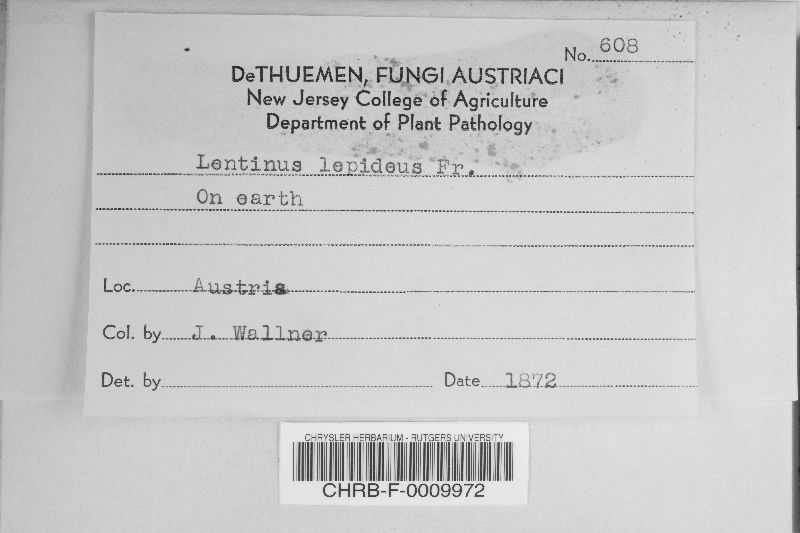 No. 608
DeTHUEMEN, FUNGI AUSTRIACI
New Jersey College of Agriculture
Department of Plant Pathology
Lentinus lepideus Fr.
On earth
Loc. Austria
Col. by J. Wallner
Det. by Date 1872
CHRYSLER HERBARIUM - RUTGERS UNIVERSITY
CHRB-F-0009972